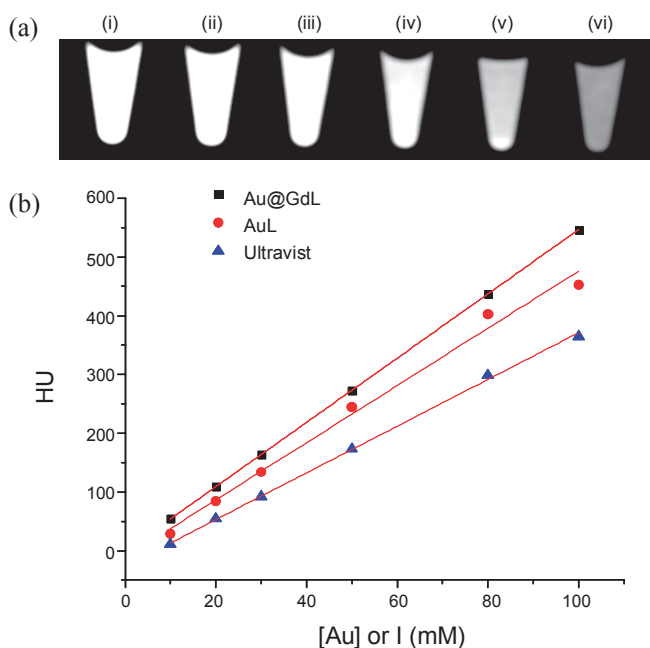 (a)
(i) (ii) (iii) (iv) (v) (vi)
(b)
600
500
400
300
200
100
0
HU
Au@GdL
AuL
Ultravist
0 20 40 60 80 100
[Au] or I (mM)